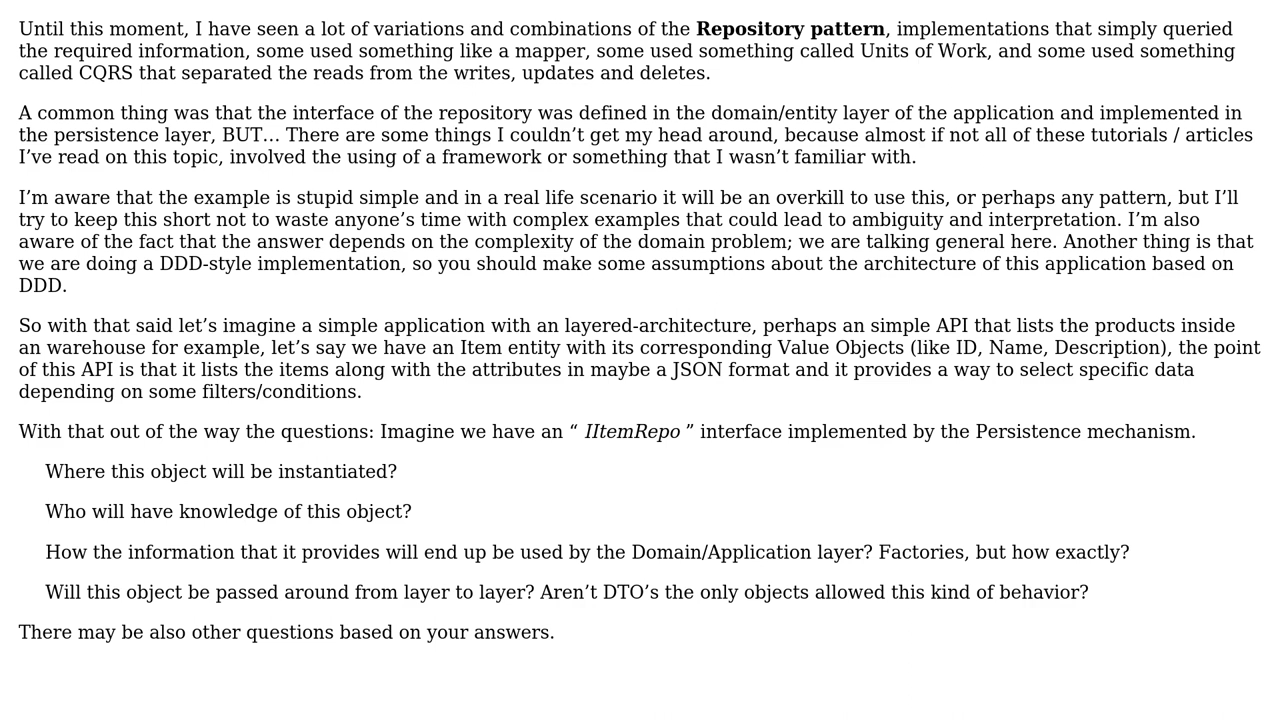 Until this moment, I have seen a lot of variations and combinations of the Repository pattern, implementations that simply queried
the required information, some used something like a mapper, some used something called Units of Work, and some used something
called CQRS that separated the reads from the writes, updates and deletes.
A common thing was that the interface of the repository was defined in the domain/entity layer of the application and implemented in
the persistence layer, BUT… There are some things I couldn’t get my head around, because almost if not all of these tutorials / articles
I’ve read on this topic, involved the using of a framework or something that I wasn’t familiar with.
I’m aware that the example is stupid simple and in a real life scenario it will be an overkill to use this, or perhaps any pattern, but I’ll
try to keep this short not to waste anyone’s time with complex examples that could lead to ambiguity and interpretation. I’m also
aware of the fact that the answer depends on the complexity of the domain problem; we are talking general here. Another thing is that
we are doing a DDD-style implementation, so you should make some assumptions about the architecture of this application based on
DDD.
So with that said let’s imagine a simple application with an layered-architecture, perhaps an simple API that lists the products inside
an warehouse for example, let’s say we have an Item entity with its corresponding Value Objects (like ID, Name, Description), the point
of this API is that it lists the items along with the attributes in maybe a JSON format and it provides a way to select specific data
depending on some filters/conditions.
With that out of the way the questions: Imagine we have an “ IItemRepo ” interface implemented by the Persistence mechanism.
Where this object will be instantiated?
Who will have knowledge of this object?
How the information that it provides will end up be used by the Domain/Application layer? Factories, but how exactly?
Will this object be passed around from layer to layer? Aren’t DTO’s the only objects allowed this kind of behavior?
There may be also other questions based on your answers.